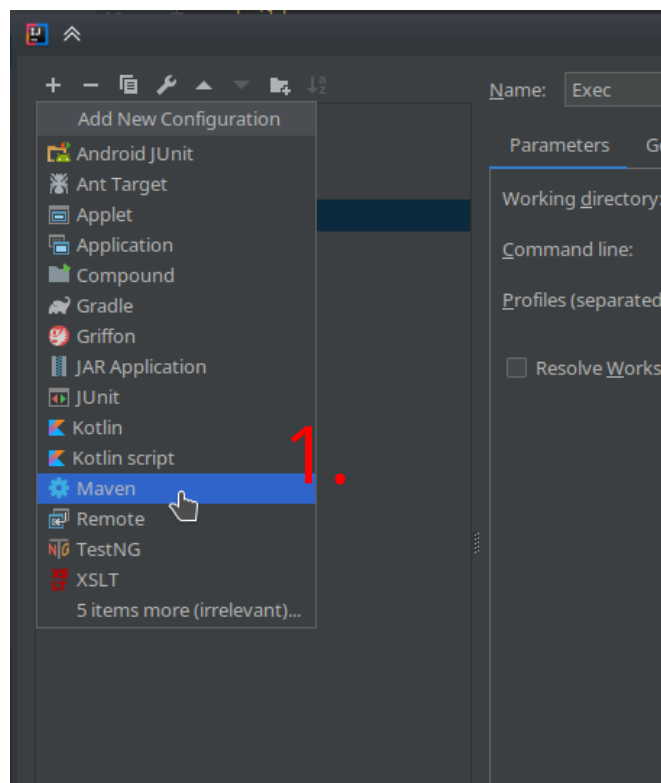 Name: Exec
Add New Configuration
Parameters
Android JUnit
Ant Target
Working directory:
Applet
Application
Command line:
Compound
Profiles (separated
Gradle
Griffon
JAR Application
Resolve Works
JUnit
Kotlin
Kotlin script
1.
Maven
Remote
TestNG
XSLT
5 items more (irrelevant)...